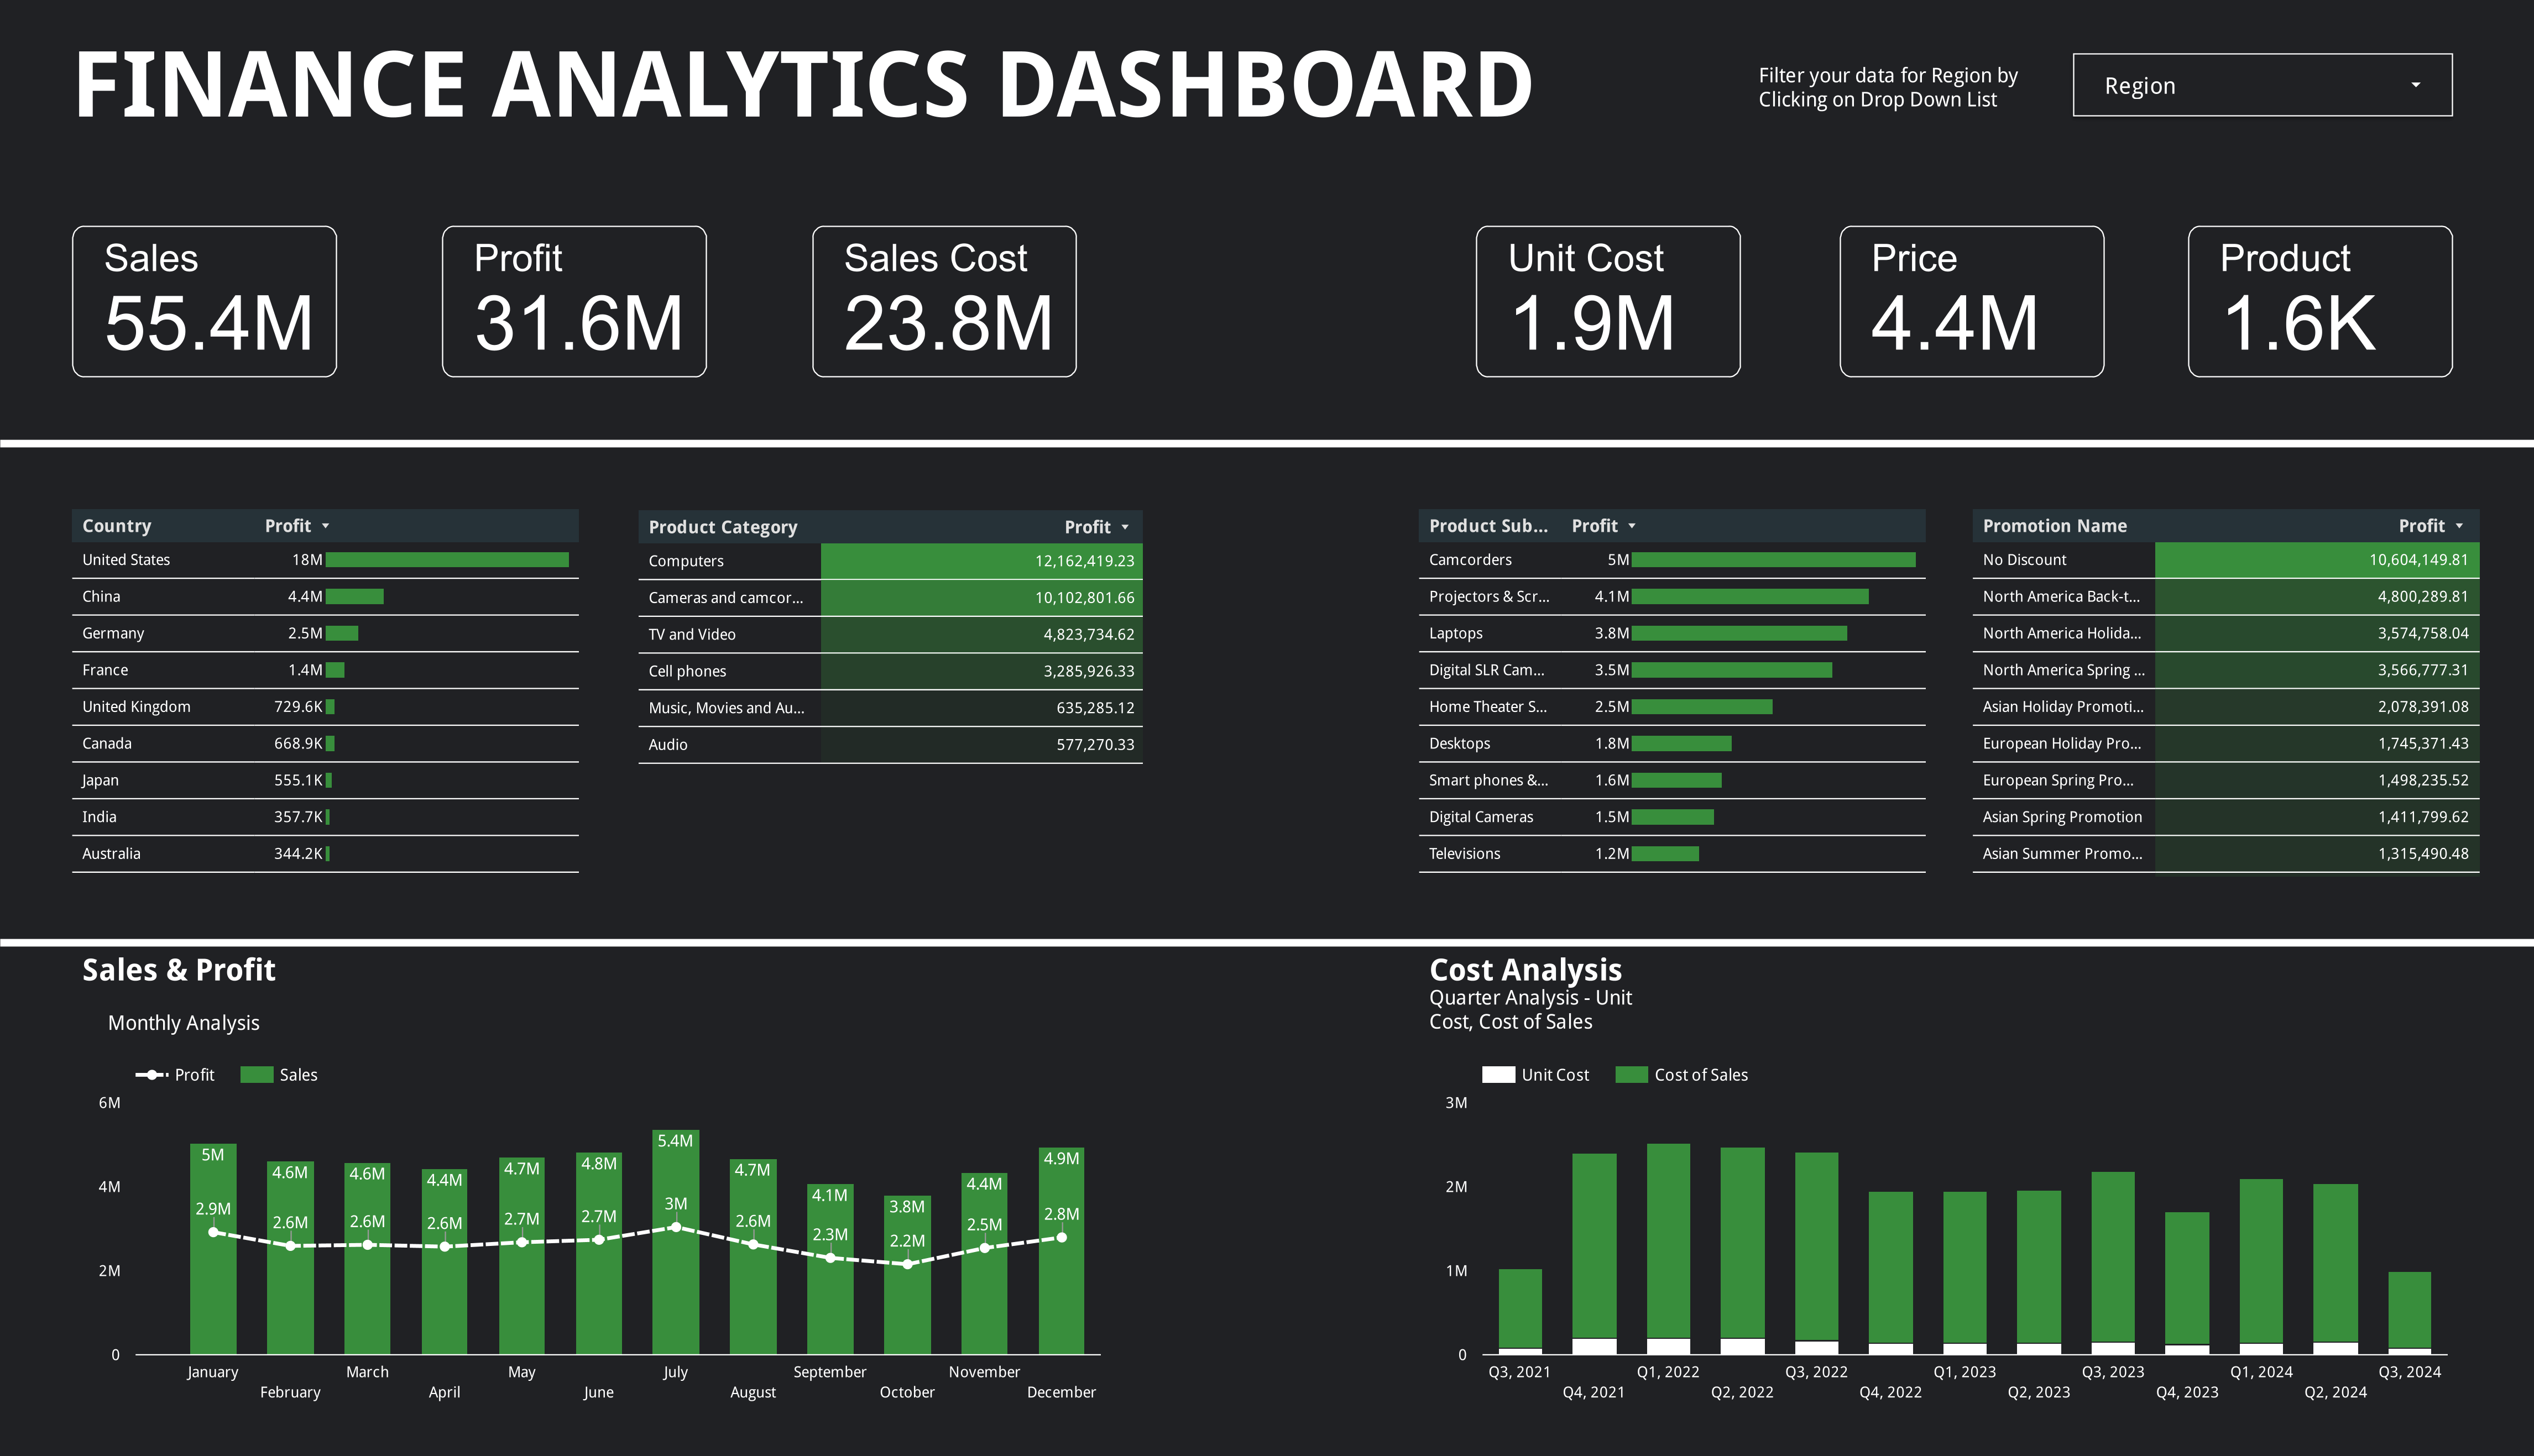 FINANCE ANALYTICS DASHBOARD
Filter your data for Region by
Clicking on Drop Down List
Region
Sales
55.4M
Profit
31.6M
Sales Cost
23.8M
Unit Cost
1.9M
Price
4.4M
Product
1.6K
Country Profit
United States 18M
China 4.4M
Germany 2.5M
France 1.4M
United Kingdom 729.6K
Canada 668.9K
Japan 555.1K
India 357.7K
Australia 344.2K
Product Category Profit
Computers 12,162,419.23
Cameras and camcor... 10,102,801.66
TV and Video 4,823,734.62
Cell phones 3,285,926.33
Music, Movies and Au... 635,285.12
Audio 577,270.33
Product Sub... Profit
Camcorders 5M
Projectors & Scr... 4.1M
Laptops 3.8M
Digital SLR Cam... 3.5M
Home Theater S... 2.5M
Desktops 1.8M
Smart phones &... 1.6M
Digital Cameras 1.5M
Televisions 1.2M
Promotion Name Profit
No Discount 10,604,149.81
North America Back-t... 4,800,289.81
North America Holida... 3,574,758.04
North America Spring ... 3,566,777.31
Asian Holiday Promoti... 2,078,391.08
European Holiday Pro... 1,745,371.43
European Spring Pro... 1,498,235.52
Asian Spring Promotion 1,411,799.62
Asian Summer Promo... 1,315,490.48
Sales & Profit
Monthly Analysis
Profit Sales
6M
4M
2M
0
5M 4.6M 4.6M 4.4M 4.7M 4.8M 5.4M 4.7M 4.1M 3.8M 4.4M 4.9M
2.9M 2.6M 2.6M 2.6M 2.7M 2.7M 3M 2.6M 2.3M 2.2M 2.5M 2.8M
January February March April May June July August September October November December
Cost Analysis
Quarter Analysis - Unit
Cost, Cost of Sales
Unit Cost Cost of Sales
3M
2M
1M
0
Q3, 2021 Q4, 2021 Q1, 2022 Q2, 2022 Q3, 2022 Q4, 2022 Q1, 2023 Q2, 2023 Q3, 2023 Q4, 2023 Q1, 2024 Q2, 2024 Q3, 2024